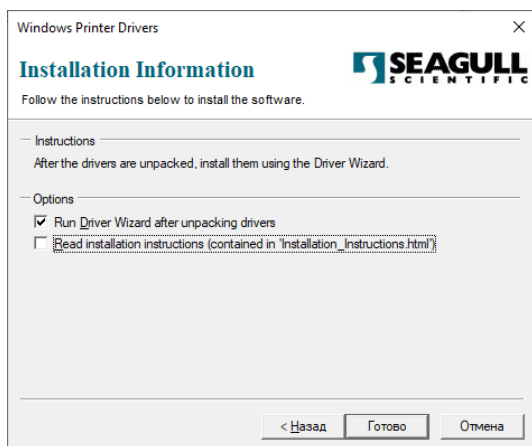 Windows Printer Drivers
Installation Information
SEAGULL
SCIENTIFIC
Follow the instructions below to install the software.
Instructions
After the drivers are unpacked, install them using the Driver Wizard.
Options
Run Driver Wizard after unpacking drivers
Read installation instructions (contained in 'Installation_Instructions.html')
< Назад Готово Отмена